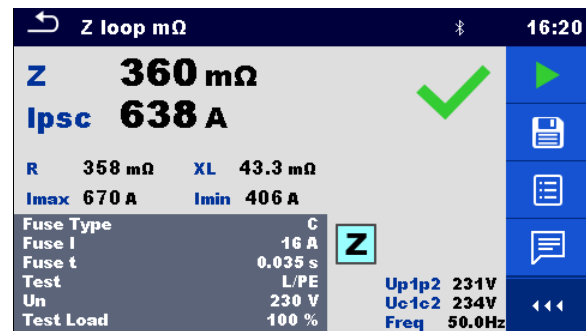 Z loop mΩ 16:20
Z 360 mΩ
Ipsc 638 A
R 358 mΩ XL 43.3 mΩ
Imax 670 A Imin 406 A
Fuse Type C
Fuse I 16 A
Fuse t 0.035 s
Test L/PE
Un 230 V
Test Load 100 %
Z
Up1p2 231V
Uc1c2 234V
Freq 50.0Hz